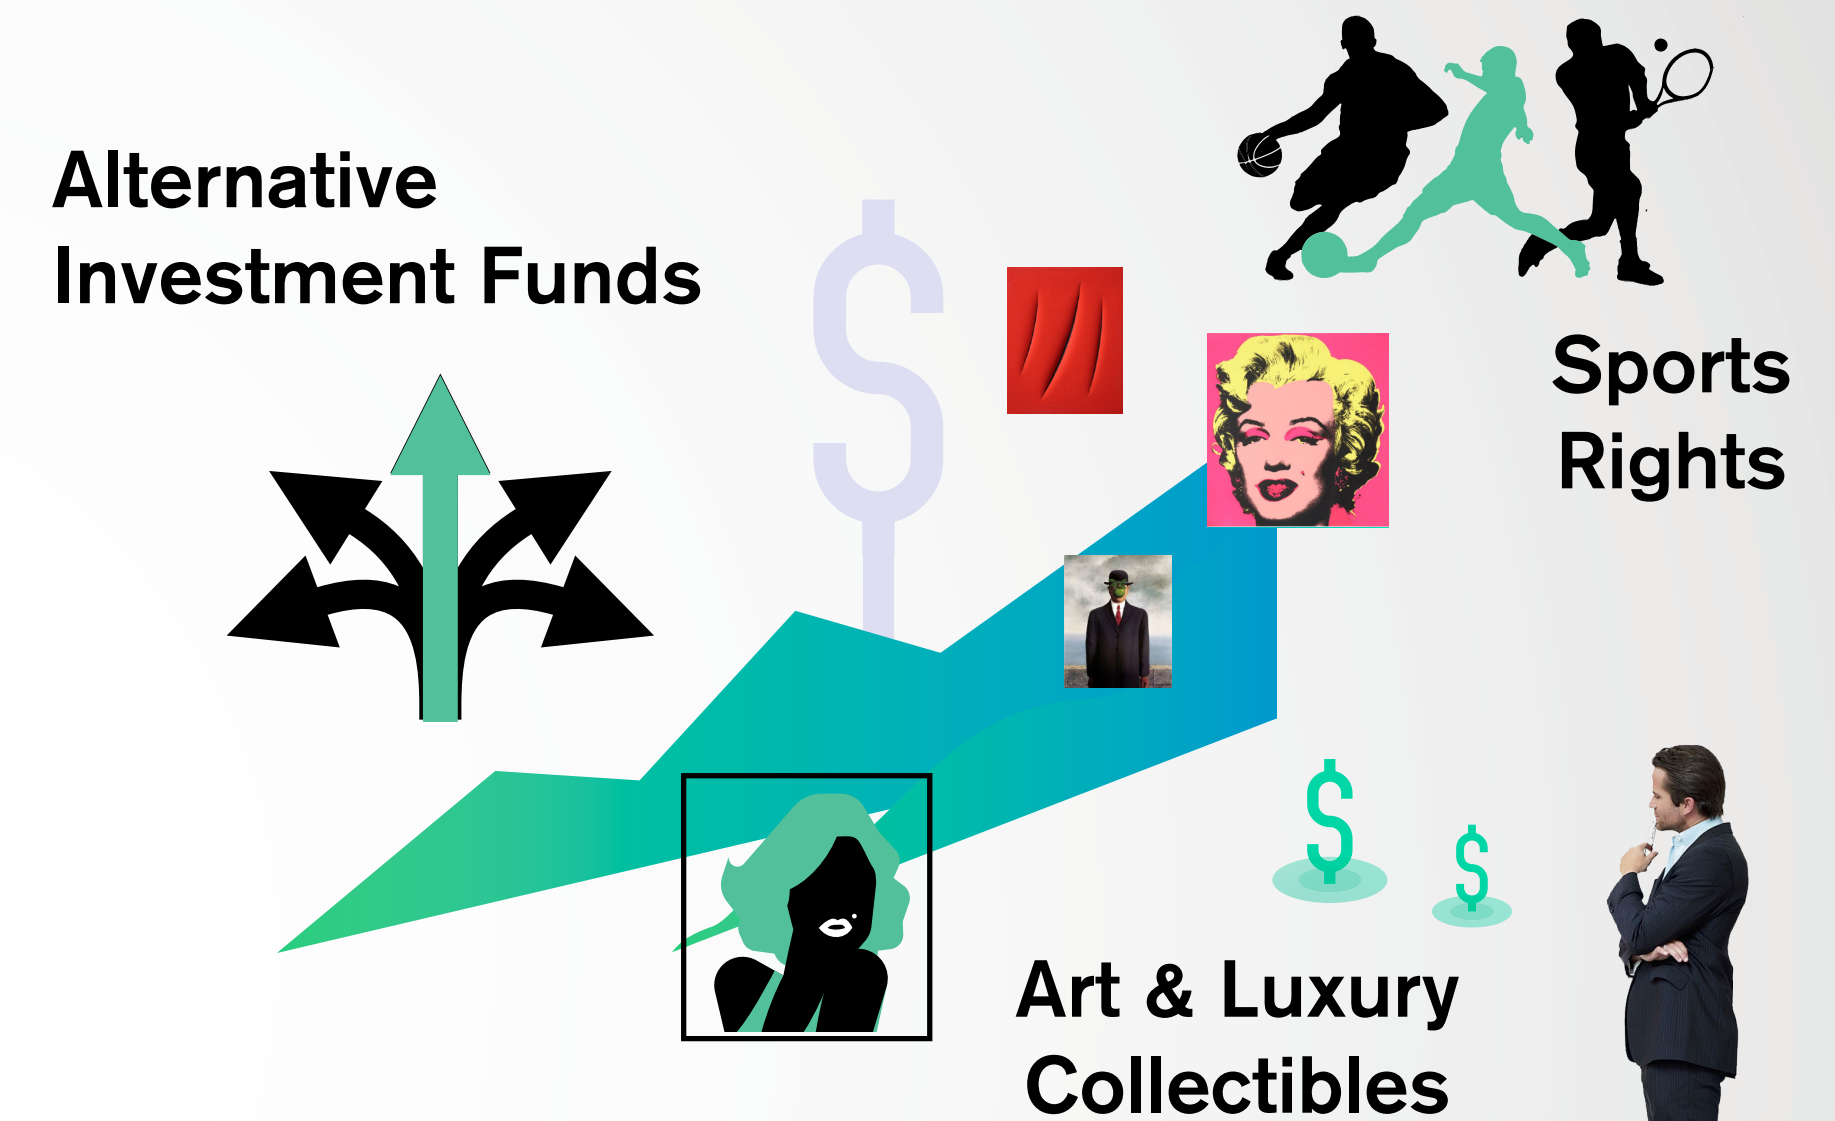 Alternative
Investment Funds
Sports
Rights
Art & Luxury
Collectibles